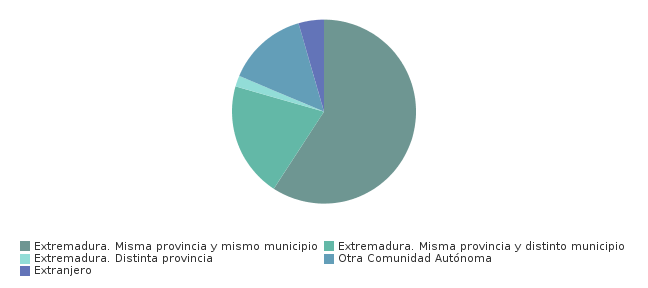 Extremadura. Misma provincia y mismo municipio
Extremadura. Misma provincia y distinto municipio
Extremadura. Distinta provincia
Otra Comunidad Autónoma
Extranjero